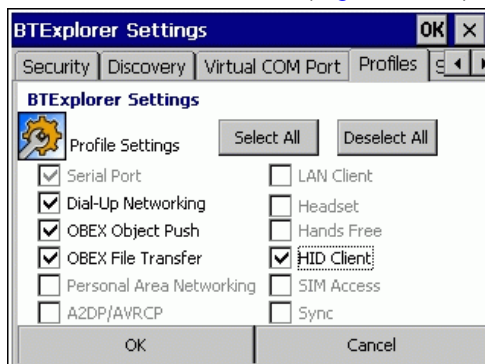 BTExplorer Settings OK ×
Security Discovery Virtual COM Port Profiles
BTExplorer Settings
Profile Settings Select All Deselect All
Serial Port LAN Client
Dial-Up Networking Headset
OBEX Object Push Hands Free
OBEX File Transfer HID Client
Personal Area Networking SIM Access
A2DP/AVRCP Sync
OK Cancel